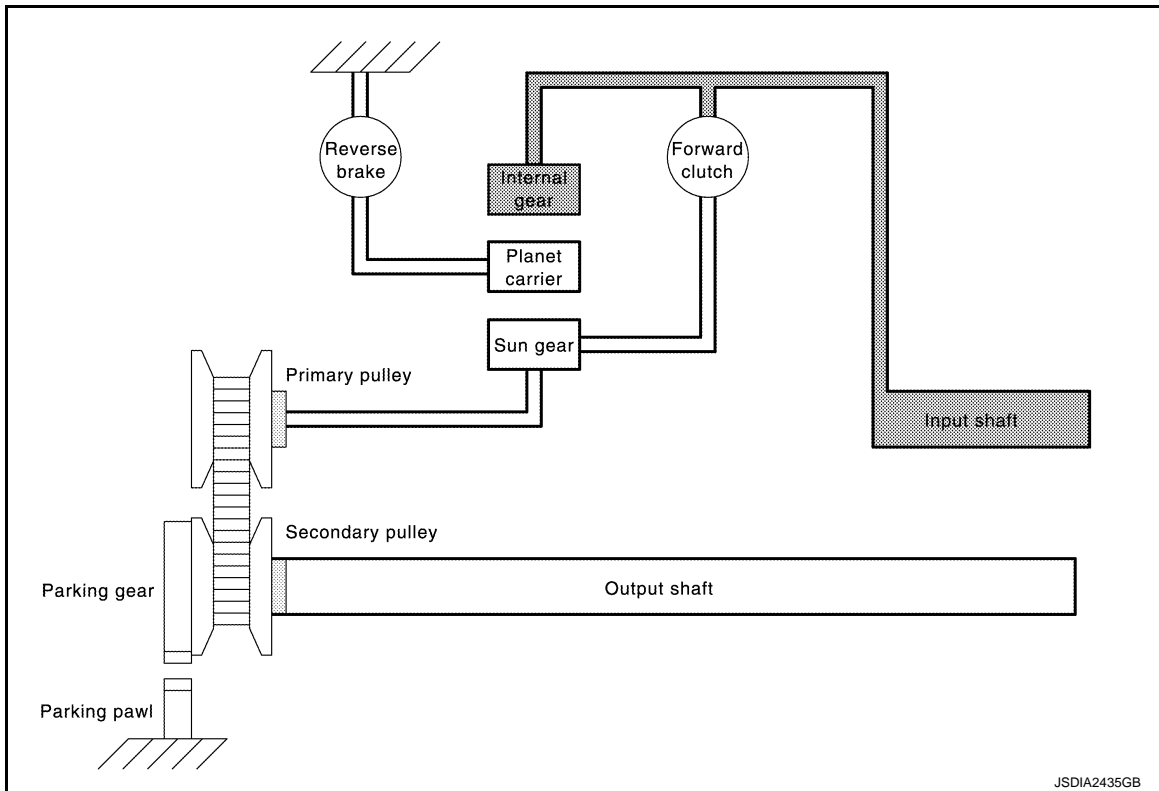 Reverse
brake
Forward
clutch
Internal
gear
Planet
carrier
Sun gear
Primary pulley
Input shaft
Secondary pulley
Parking gear
Output shaft
Parking pawl
JSDIA2435GB